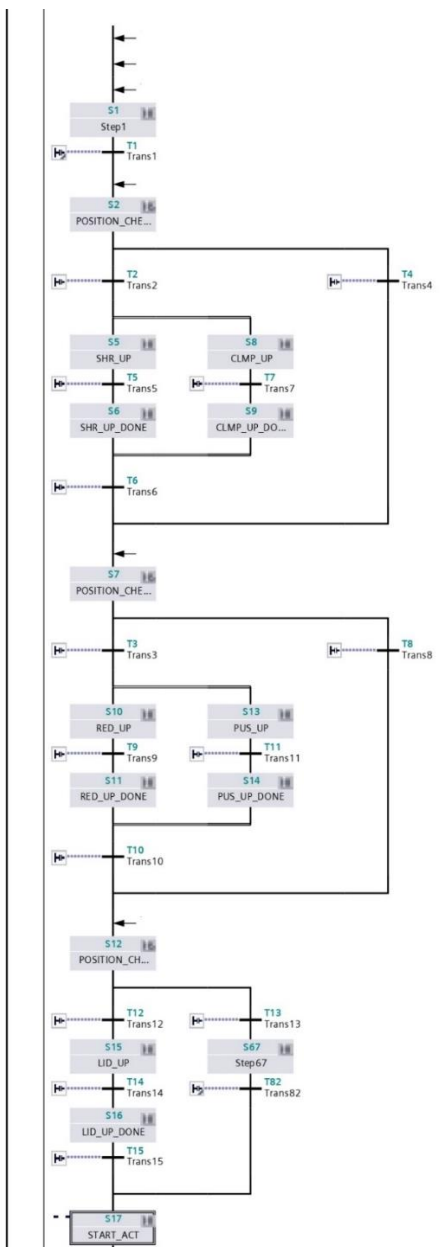 S1
Step1
T1
Trans1
S2
POSITION_CHE...
T2
Trans2
T4
Trans4
S5
SHR_UP
S8
CLMP_UP
T5
Trans5
T7
Trans7
S6
SHR_UP_DONE
S9
CLMP_UP_DO...
T6
Trans6
S7
POSITION_CHE...
T3
Trans3
T8
Trans8
S10
RED_UP
S13
PUS_UP
T9
Trans9
T11
Trans11
S11
RED_UP_DONE
S14
PUS_UP_DONE
T10
Trans10
S12
POSITION_CH...
T12
Trans12
T13
Trans13
S15
LID_UP
S67
Step67
T14
Trans14
T82
Trans82
S16
LID_UP_DONE
T15
Trans15
S17
START_ACT